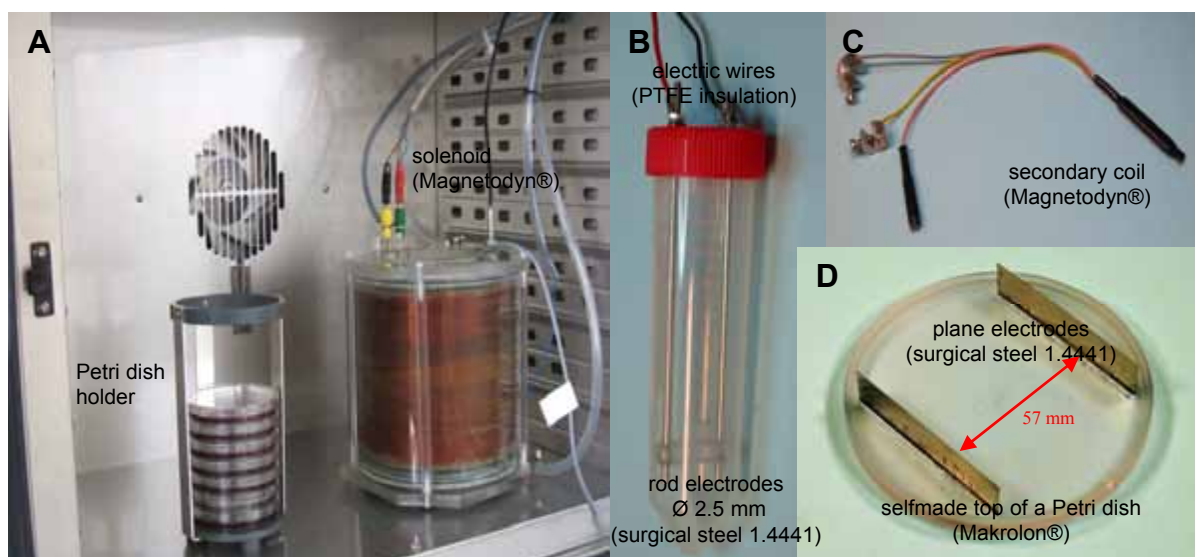 A
solenoid
(Magnetodyn®)
Petri dish
holder
B
electric wires
(PTFE insulation)
rod electrodes
Ø 2.5 mm
(surgical steel 1.4441)
C
secondary coil
(Magnetodyn®)
D
plane electrodes
(surgical steel 1.4441)
57 mm
selfmade top of a Petri dish
(Makrolon®)